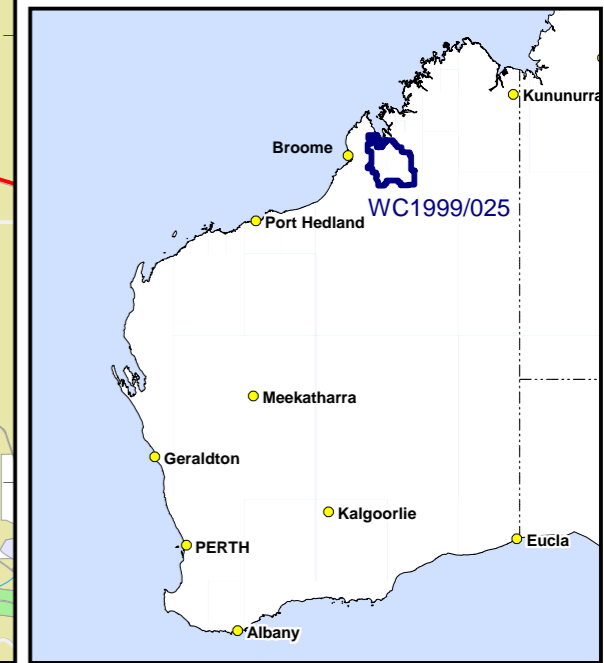 Kununurra
Broome
WC1999/025
Port Hedland
Meekatharra
Geraldton
Kalgoorlie
Eucla
PERTH
Albany